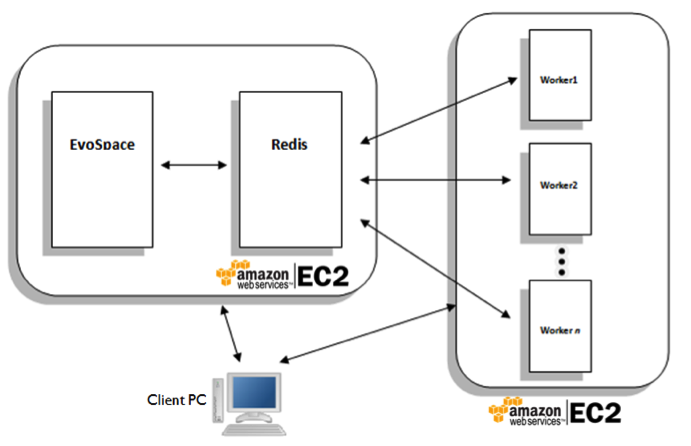 EvoSpace
Redis
amazon
web services™
EC2
Worker1
Worker2
Worker n
amazon
web services™
EC2
Client PC